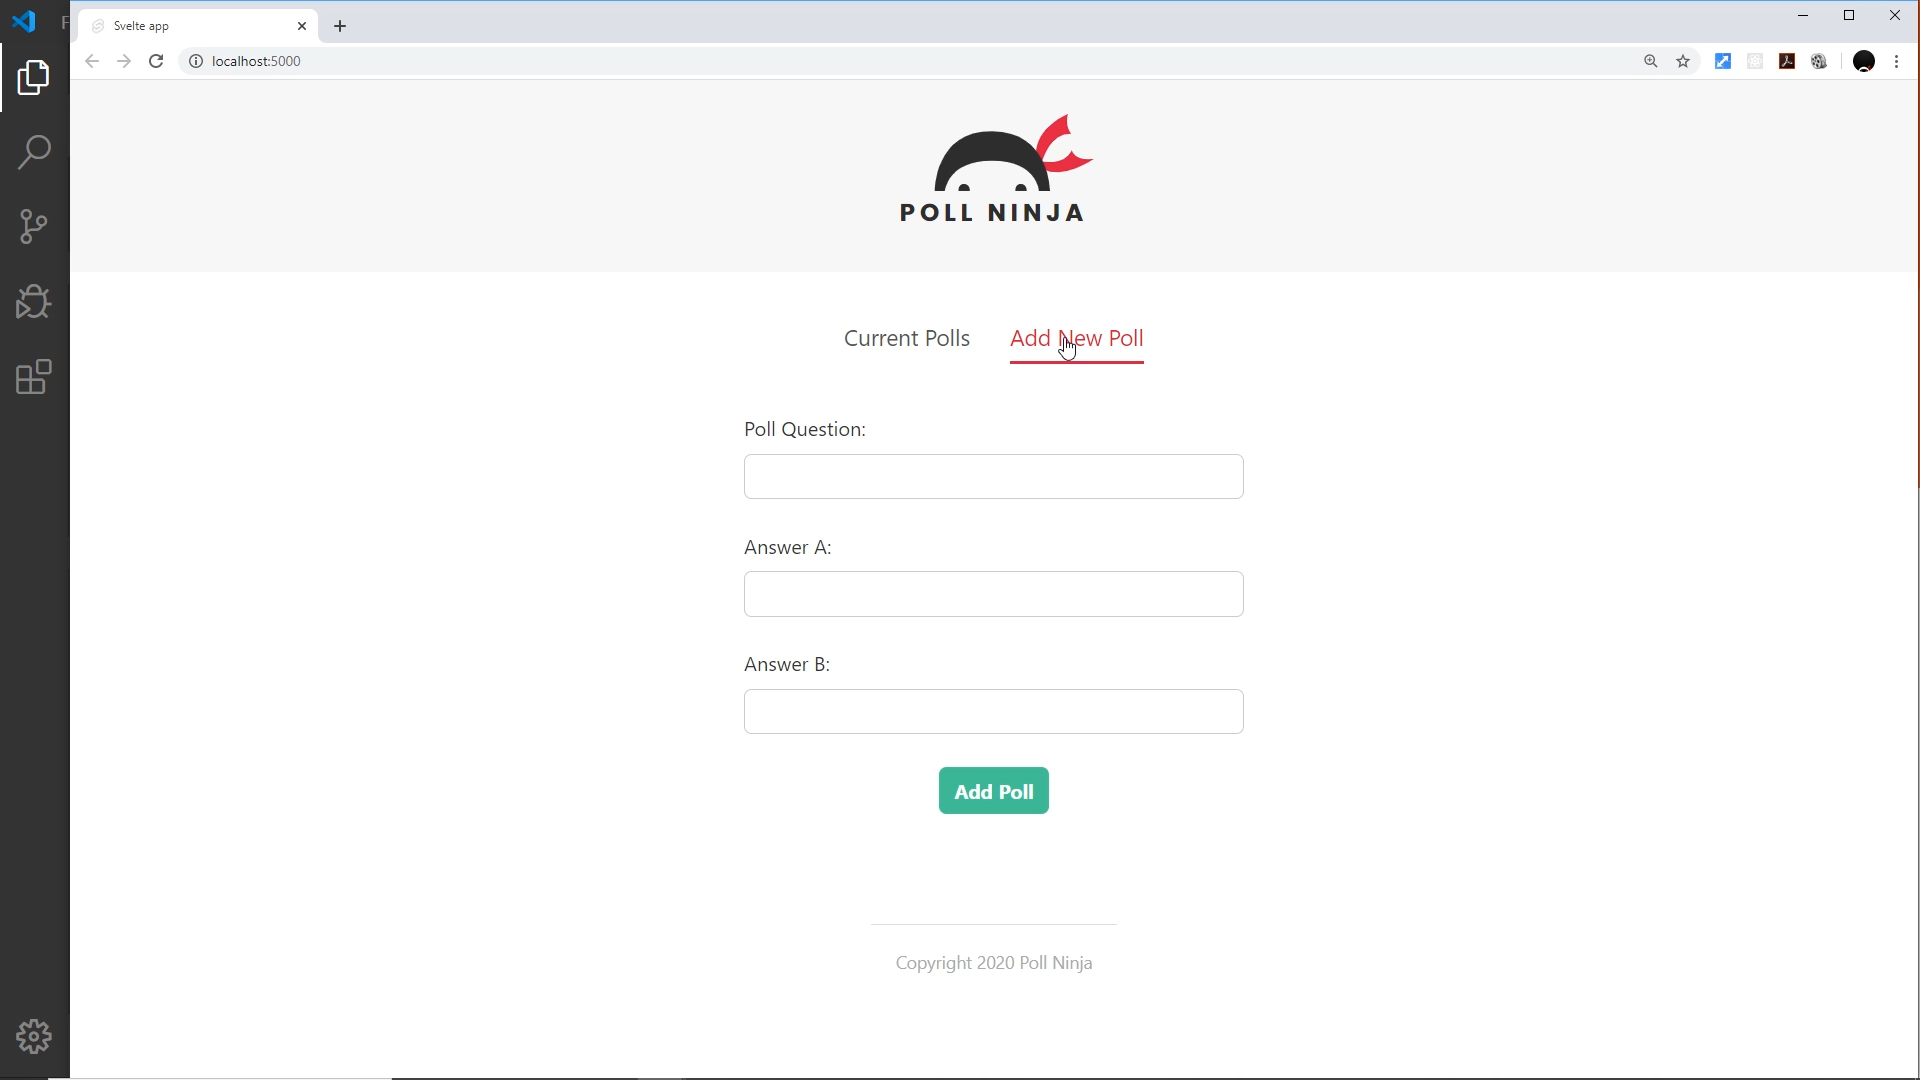 F
Svelte app
localhost:5000
POLL NINJA
Current Polls
Add New Poll
Poll Question:
Answer A:
Answer B:
Add Poll
Copyright 2020 Poll Ninja